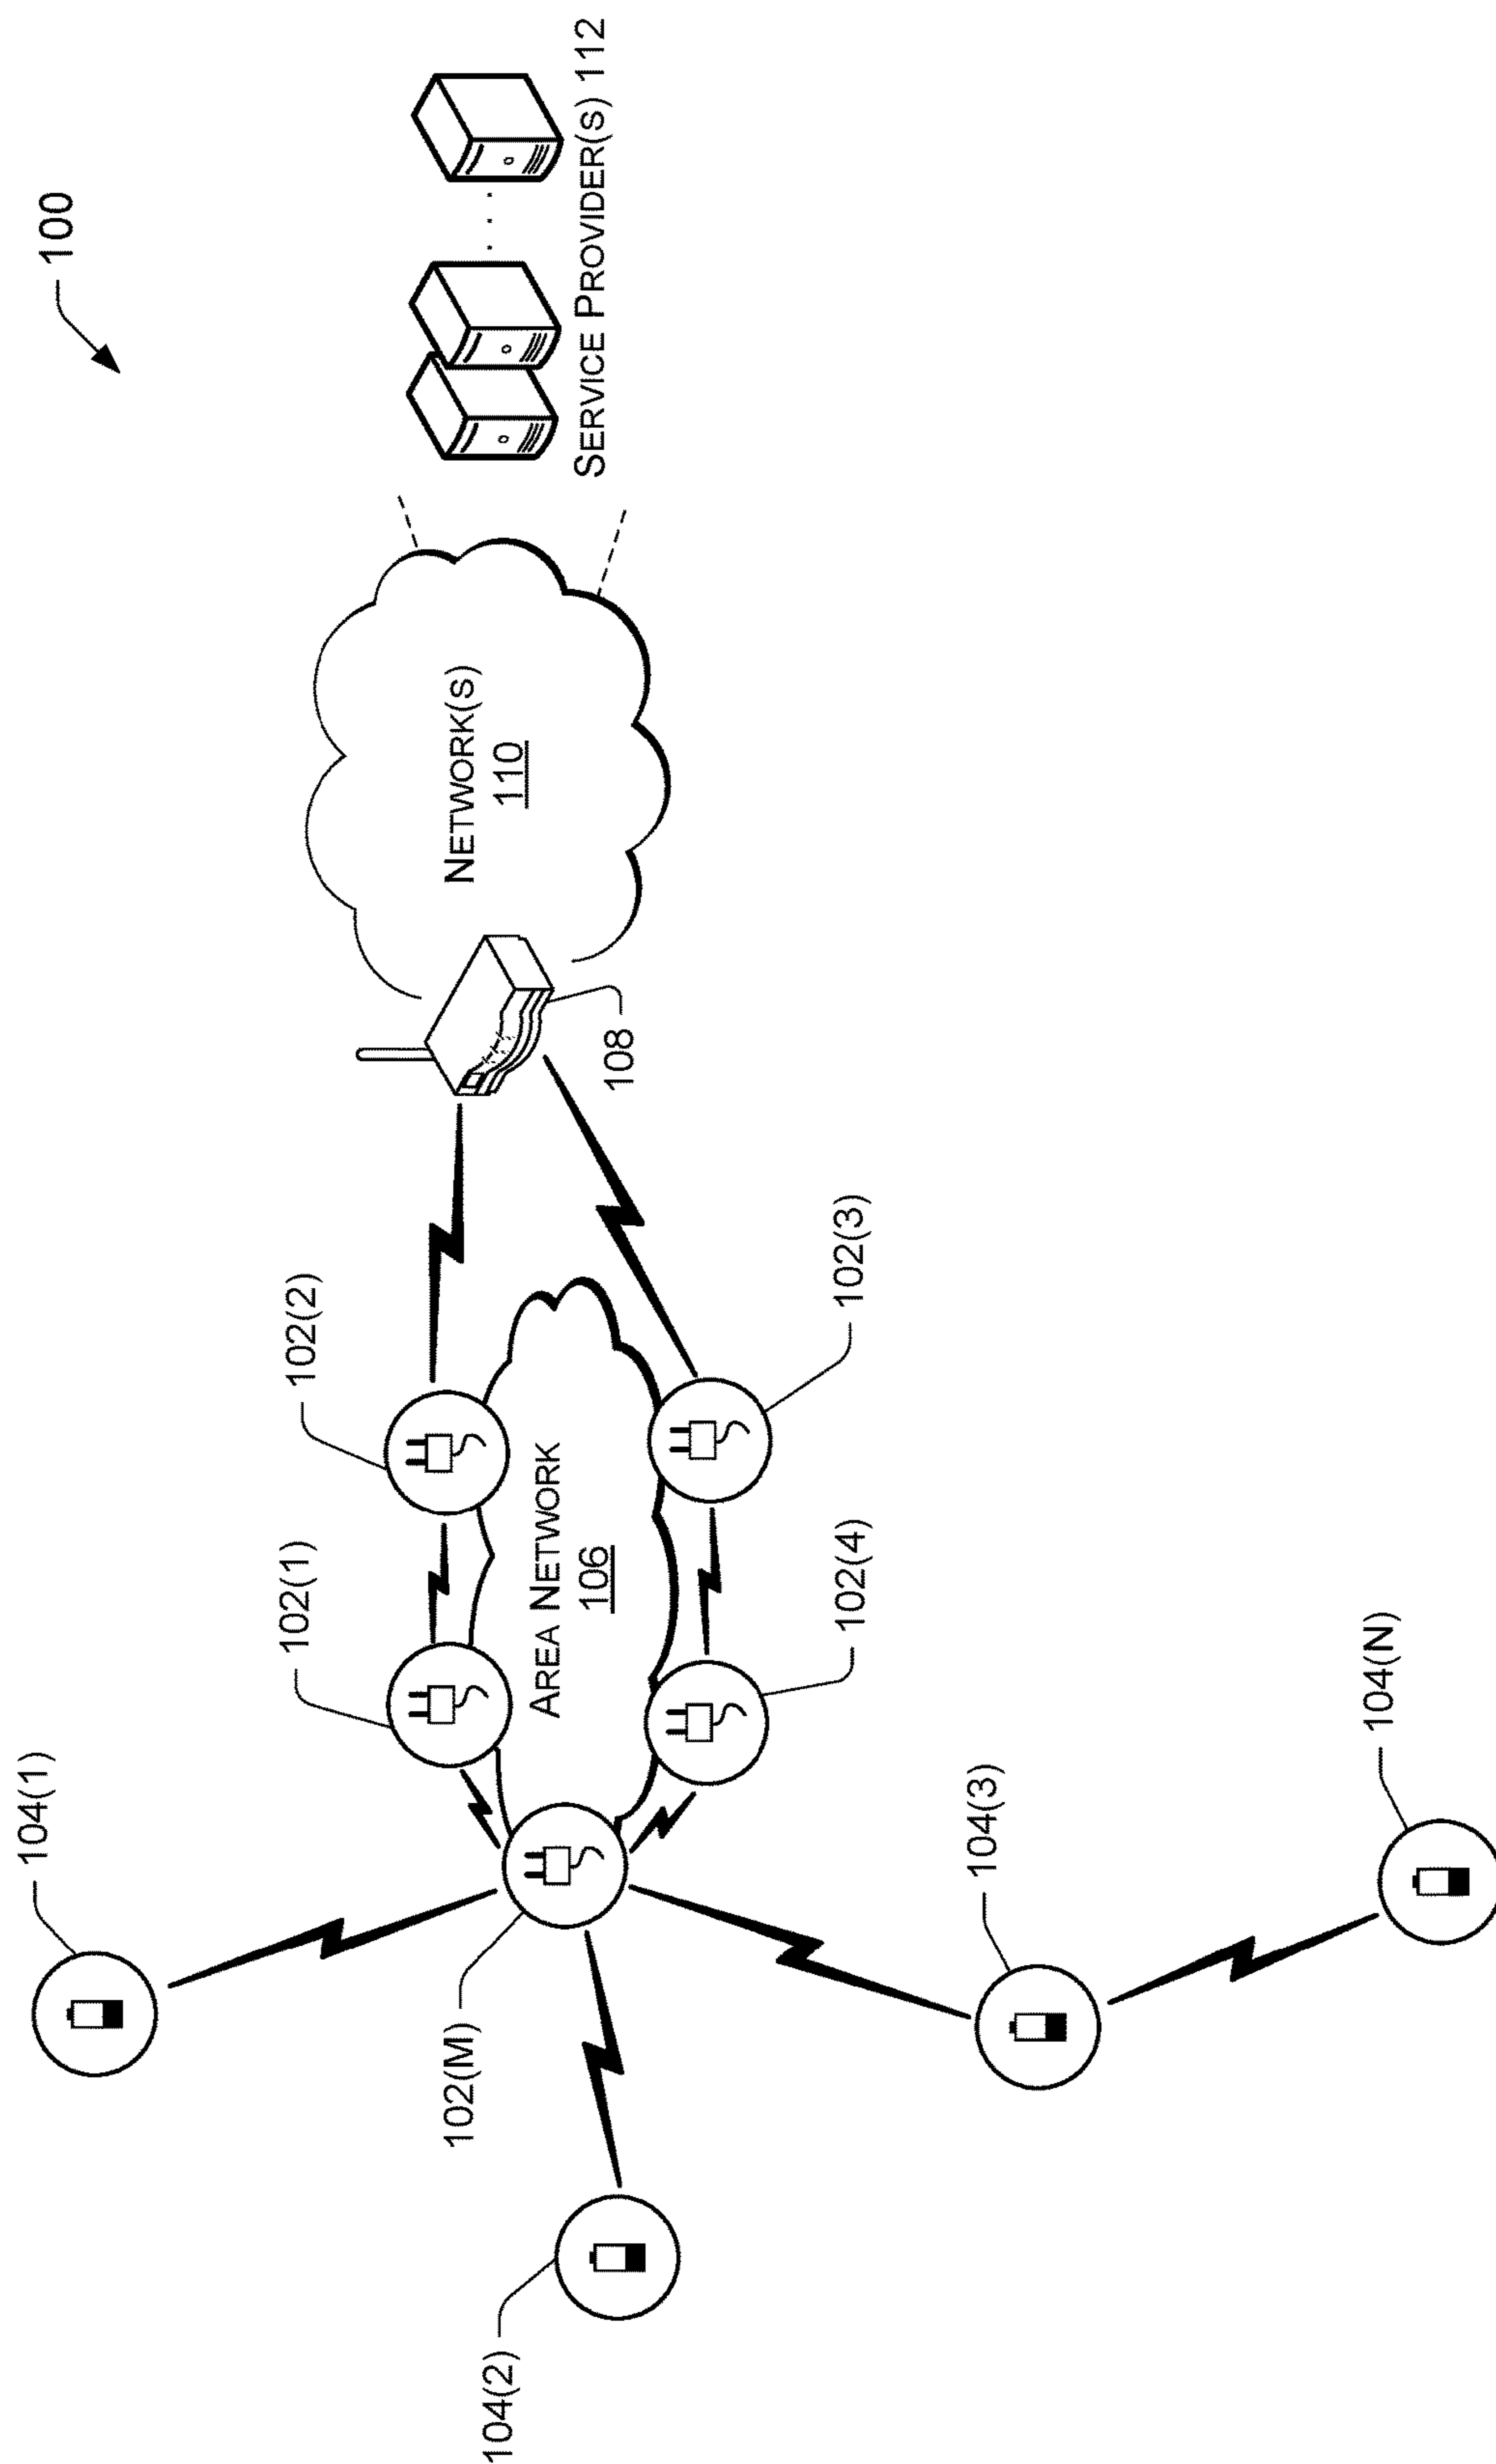 100
104(1)
102(1)
102(2)
SERVICE PROVIDER(S) 112
NETWORK(S)
110
108
AREA NETWORK
106
102(M)
104(2)
102(4)
102(3)
104(3)
104(N)